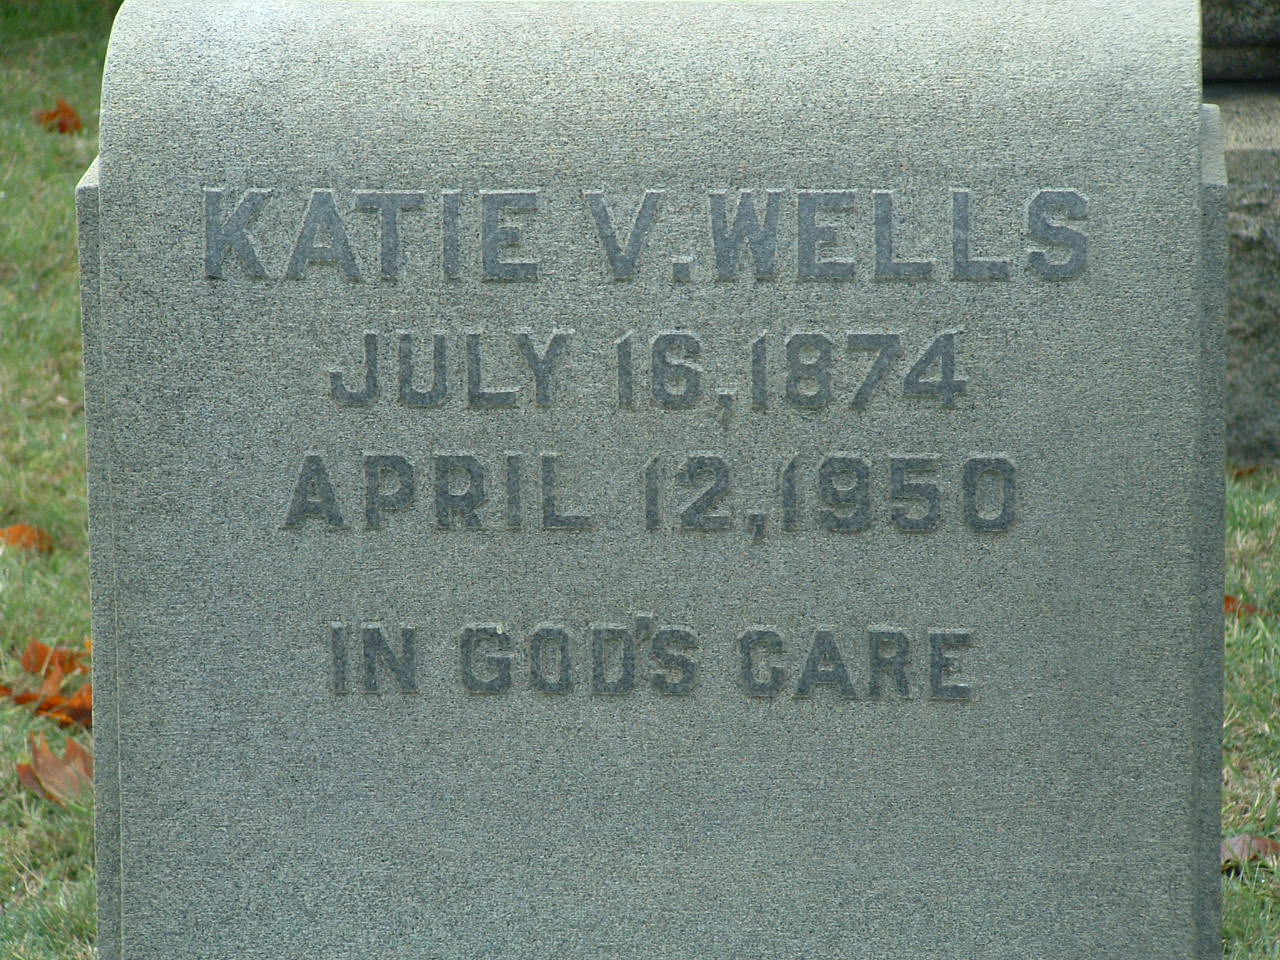 KATIE V. WELLS
JULY 16, 1874
APRIL 12, 1950
IN GOD'S CARE